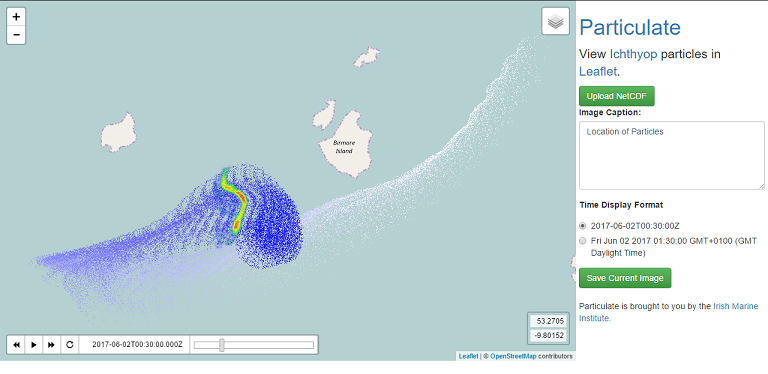 +
−
Birmore
Island
2017-06-02T00:30:00.000Z
53.2705
-9.80152
Leaflet | © OpenStreetMap contributors
Particulate
View Ichthyop particles in
Leaflet.
Upload NetCDF
Image Caption:
Location of Particles
Time Display Format
2017-06-02T00:30:00Z
Fri Jun 02 2017 01:30:00 GMT+0100 (GMT
Daylight Time)
Save Current Image
Particulate is brought to you by the Irish Marine
Institute.